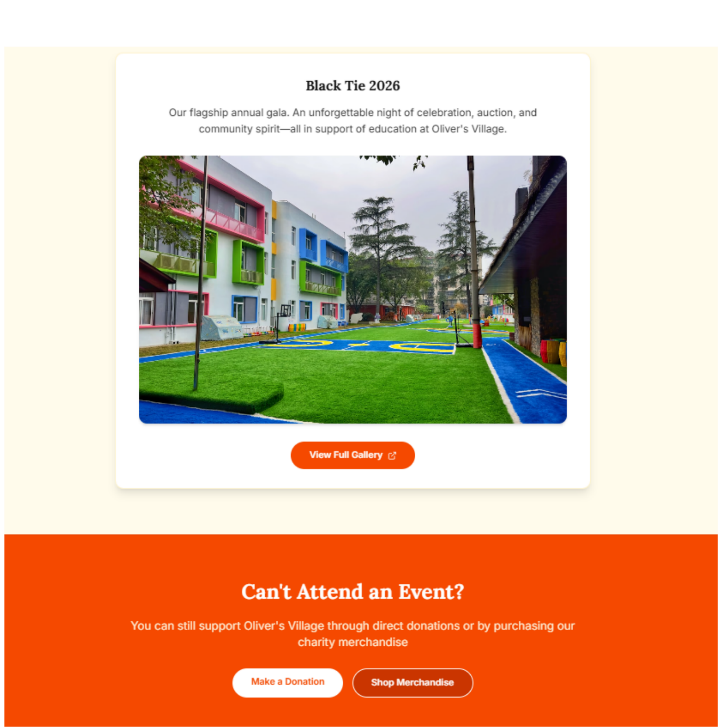 Black Tie 2026
Our flagship annual gala. An unforgettable night of celebration, auction, and
community spirit—all in support of education at Oliver's Village.
View Full Gallery
Can't Attend an Event?
You can still support Oliver's Village through direct donations or by purchasing our
charity merchandise
Make a Donation
Shop Merchandise